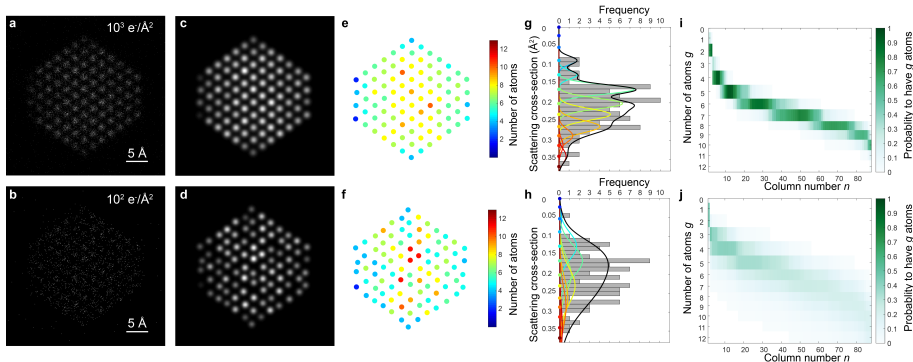 a
10³ e⁻/Å²
5 Å
c
e
12
10
8
6
4
2
0
Number of atoms
g
Frequency
0 1 2 3 4 5 6 7 8 9 10
0
0.05
0.1
0.15
0.2
0.25
0.3
0.35
Scattering cross-section (Å²)
i
1
2
3
4
5
6
7
8
9
10
11
12
Number of atoms g
10 20 30 40 50 60 70 80
Column number n
1
0.9
0.8
0.7
0.6
0.5
0.4
0.3
0.2
0.1
0
Probablity to have g atoms
b
10² e⁻/Å²
5 Å
d
f
12
10
8
6
4
2
0
Number of atoms
h
Frequency
0 1 2 3 4 5 6 7 8 9 10
0
0.05
0.1
0.15
0.2
0.25
0.3
0.35
Scattering cross-section
j
1
2
3
4
5
6
7
8
9
10
11
12
Number of atoms g
10 20 30 40 50 60 70 80
Column number n
1
0.9
0.8
0.7
0.6
0.5
0.4
0.3
0.2
0.1
0
Probablity to have g atoms